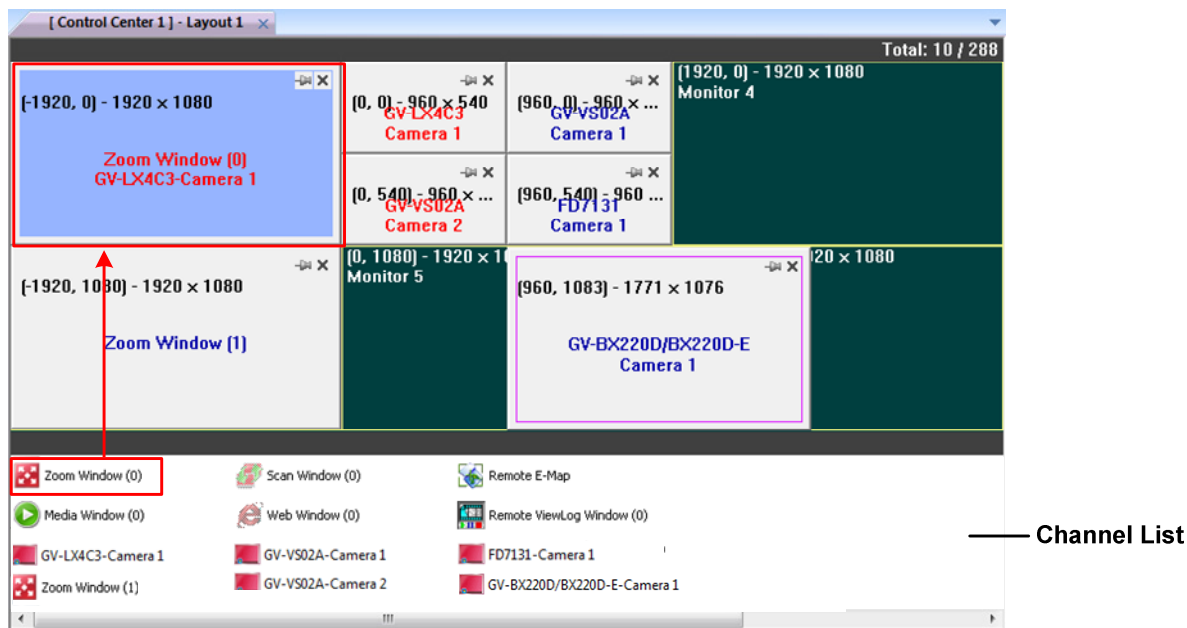 [ Control Center 1 ] - Layout 1
Total: 10 / 288
(-1920, 0) - 1920 × 1080
Zoom Window (0)
GV-LX4C3-Camera 1
(0, 0) - 960 × 540
GV-LX4C3
Camera 1
(960, 0) - 960 × ...
GV-VS02A
Camera 1
(1920, 0) - 1920 × 1080
Monitor 4
(0, 540) - 960 × ...
GV-VS02A
Camera 2
(960, 540) - 960 ...
FD7131
Camera 1
(-1920, 1080) - 1920 × 1080
Zoom Window (1)
(0, 1080) - 1920 × 1
Monitor 5
(960, 1083) - 1771 × 1076
GV-BX220D/BX220D-E
Camera 1
20 × 1080
Zoom Window (0)
Scan Window (0)
Remote E-Map
Media Window (0)
Web Window (0)
Remote ViewLog Window (0)
GV-LX4C3-Camera 1
GV-VS02A-Camera 1
FD7131-Camera 1
Zoom Window (1)
GV-VS02A-Camera 2
GV-BX220D/BX220D-E-Camera 1
Channel List